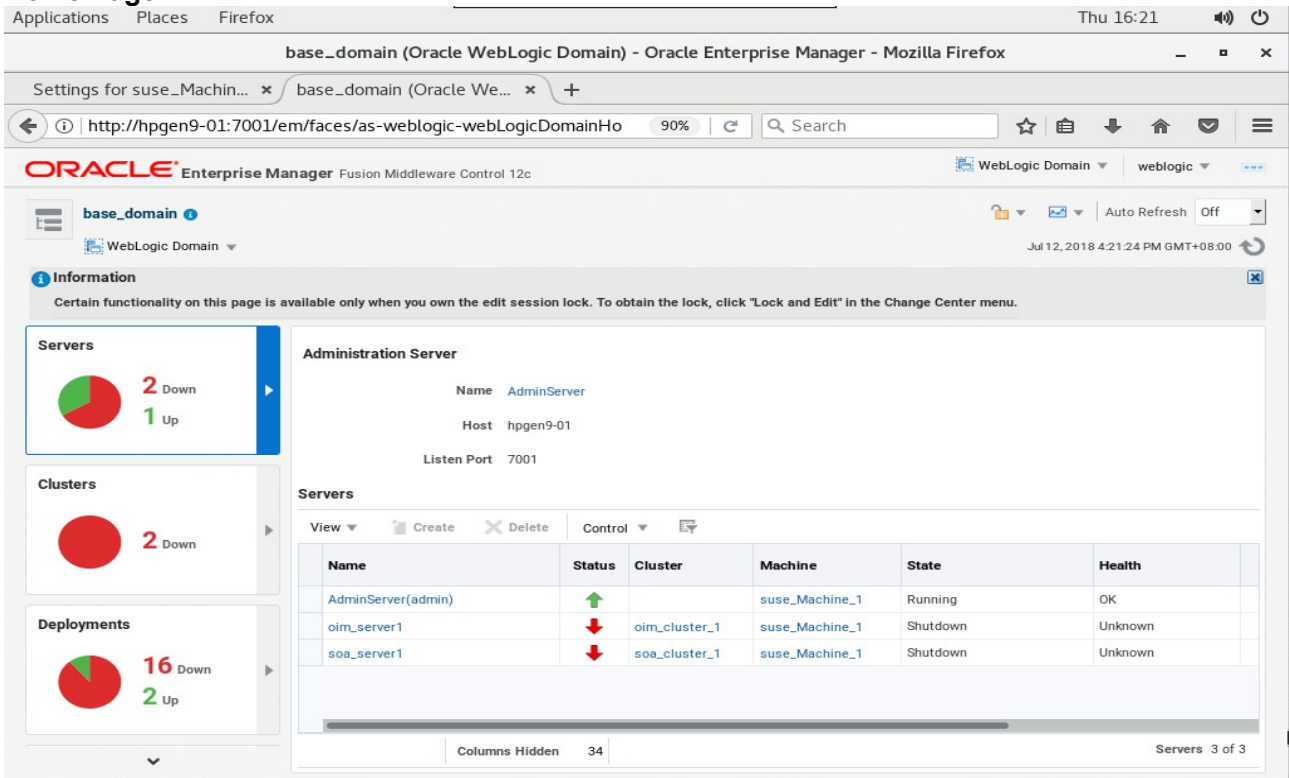 Applications Places Firefox Thu 16:21
base_domain (Oracle WebLogic Domain) - Oracle Enterprise Manager - Mozilla Firefox
Settings for suse_Machin... × base_domain (Oracle We... × +
http://hpgen9-01:7001/em/faces/as-weblogic-webLogicDomainHo 90% Search
ORACLE Enterprise Manager Fusion Middleware Control 12c WebLogic Domain weblogic
base_domain Auto Refresh Off
WebLogic Domain Jul 12, 2018 4:21:24 PM GMT+08:00
Information
Certain functionality on this page is available only when you own the edit session lock. To obtain the lock, click "Lock and Edit" in the Change Center menu.
Servers
2 Down
1 Up
Clusters
2 Down
Deployments
16 Down
2 Up
Administration Server
Name AdminServer
Host hpgen9-01
Listen Port 7001
Servers
View Create Delete Control
Name Status Cluster Machine State Health
AdminServer(admin) suse_Machine_1 Running OK
oim_server1 oim_cluster_1 suse_Machine_1 Shutdown Unknown
soa_server1 soa_cluster_1 suse_Machine_1 Shutdown Unknown
Columns Hidden 34 Servers 3 of 3